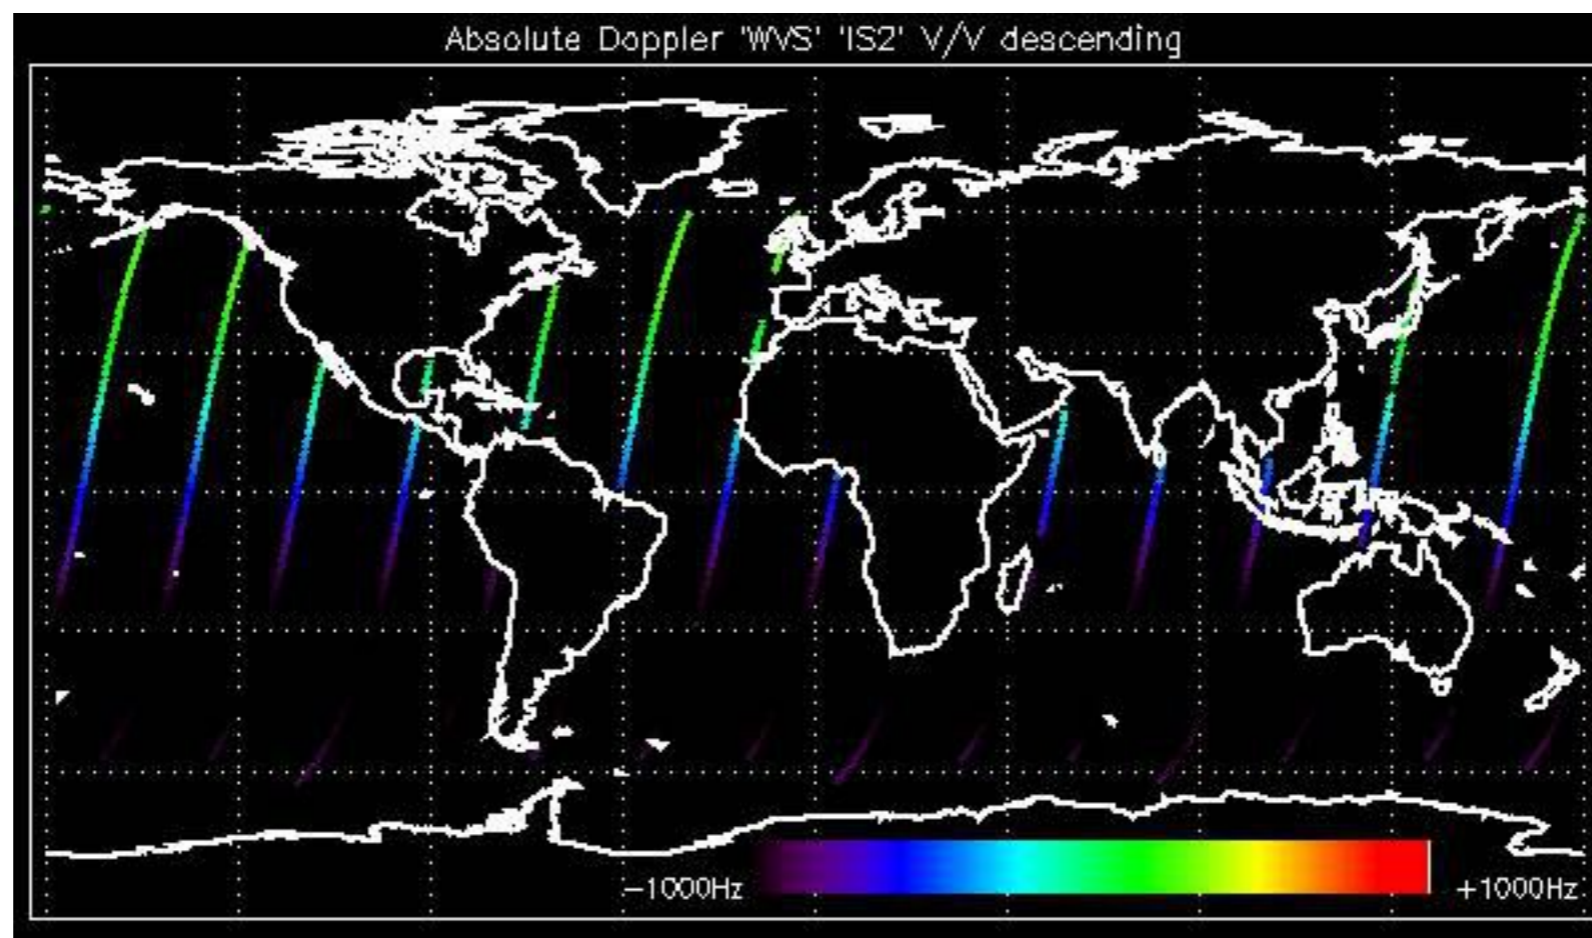 Absolute Doppler 'WVS' 'IS2' V/V descending
−1000Hz
+1000Hz